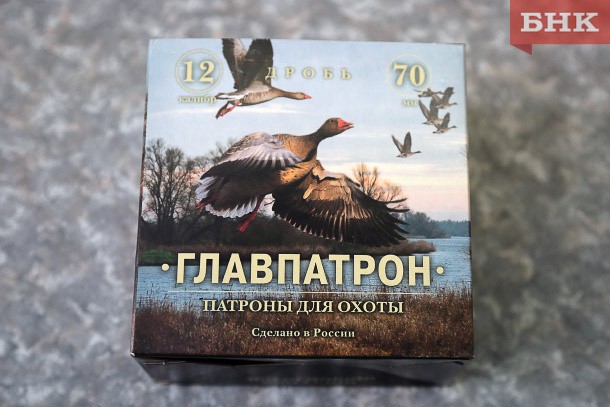 БНК
12 ДРОБЬ 70
калибр мм
ГЛАВПАТРОН
ПАТРОНЫ ДЛЯ ОХОТЫ
Сделано в России